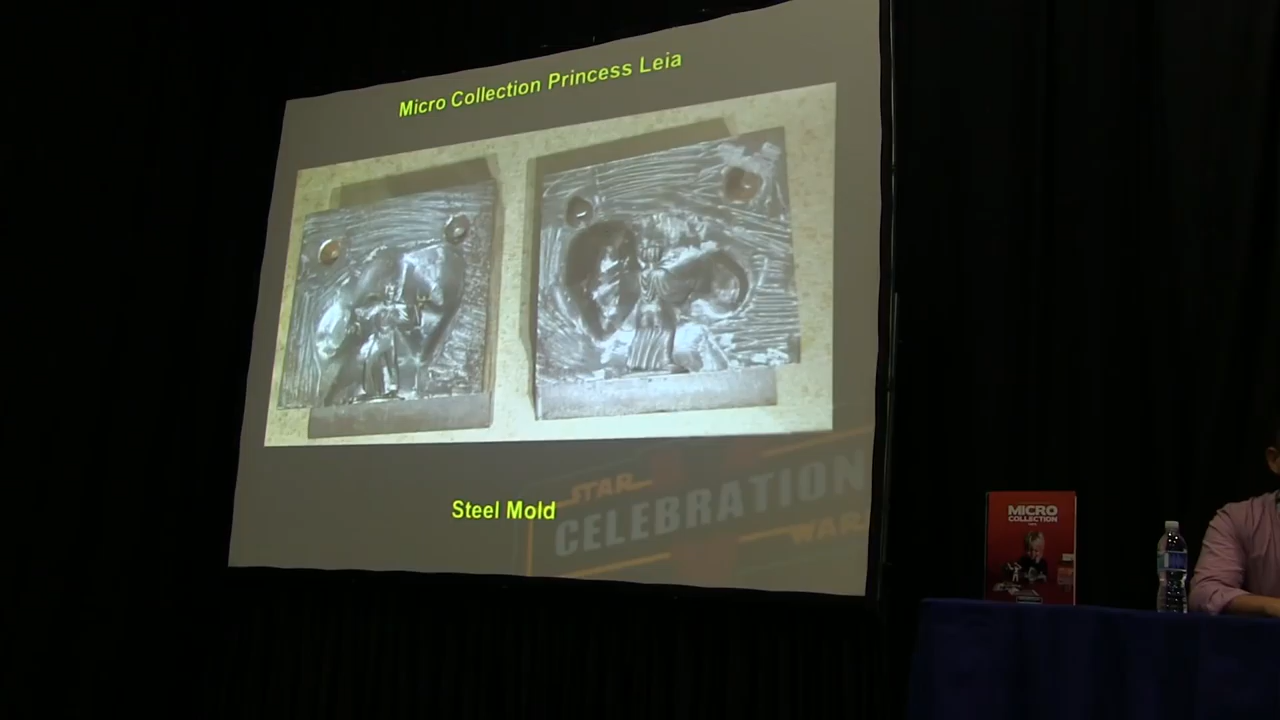 Micro Collection Princess Leia
Steel Mold
STAR
CELEBRATION
WARS
MICRO
COLLECTION